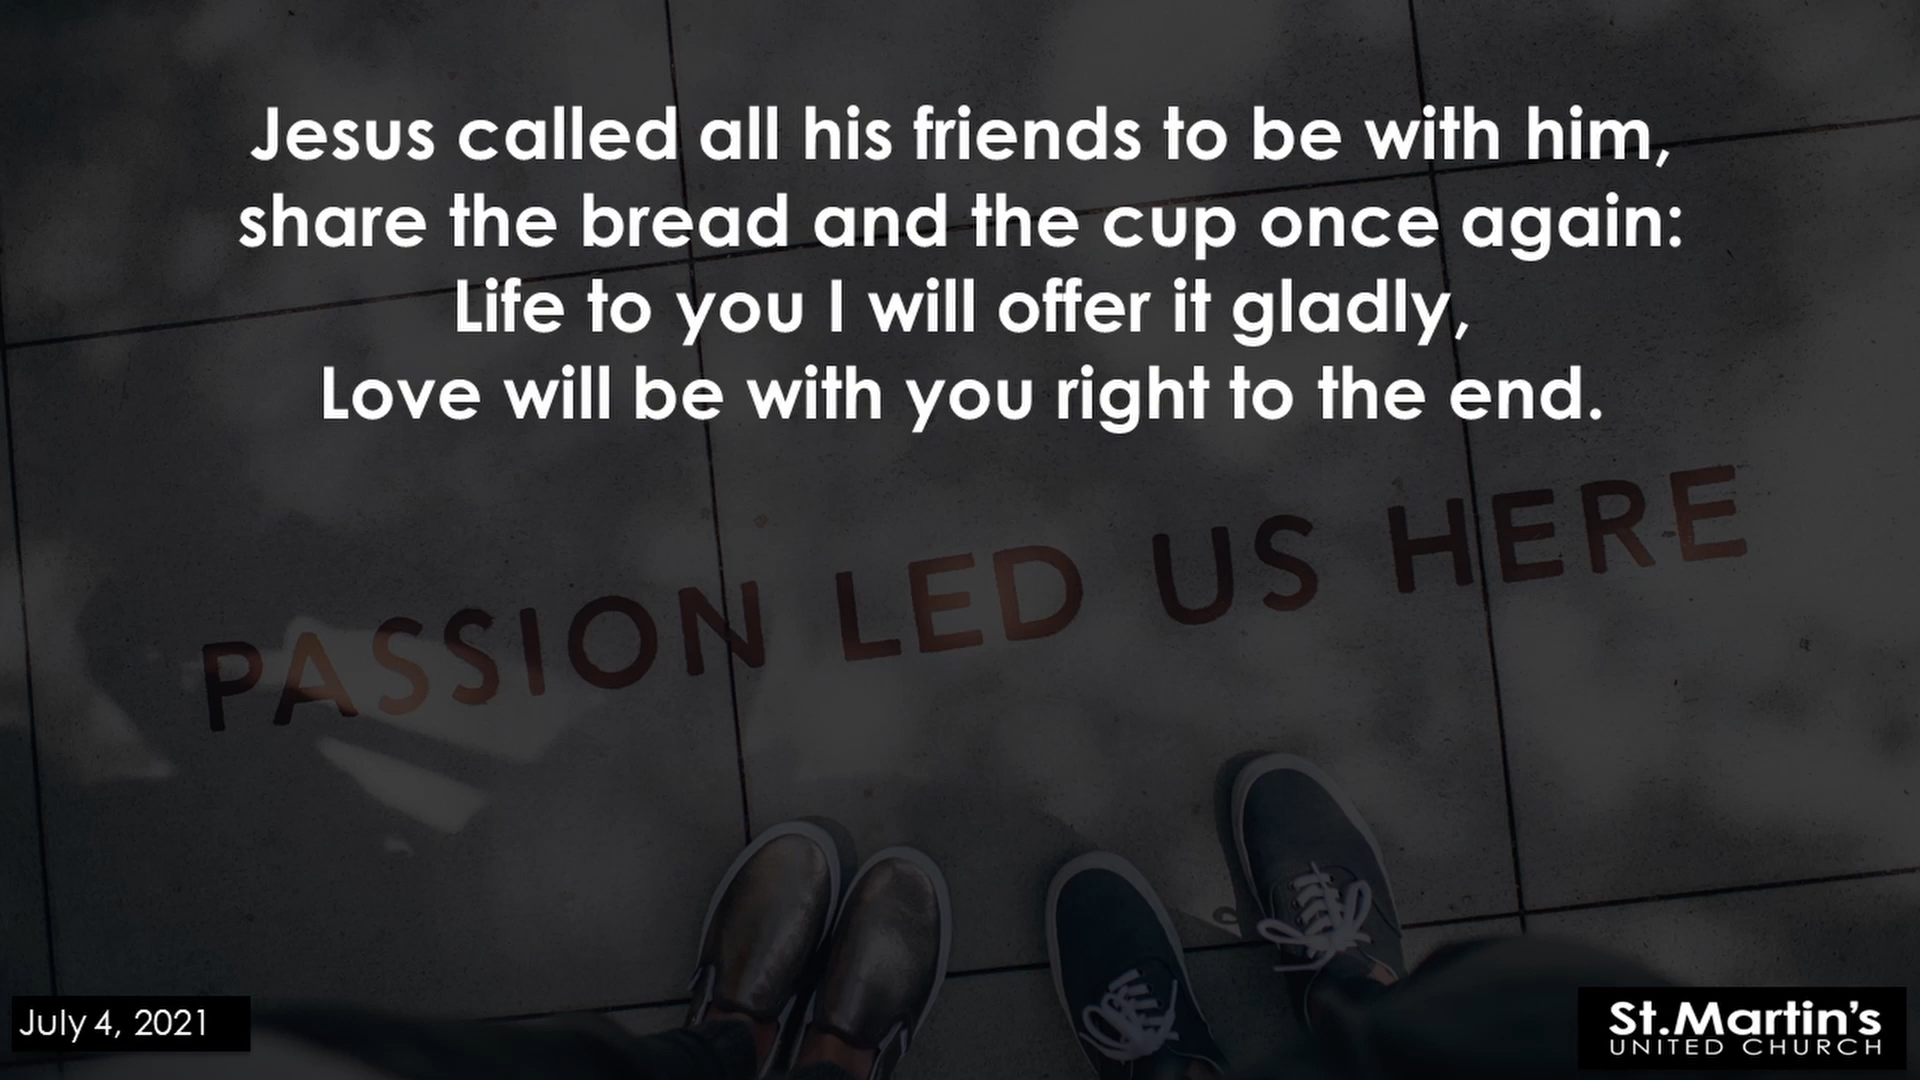 Jesus called all his friends to be with him,
share the bread and the cup once again:
Life to you I will offer it gladly,
Love will be with you right to the end.
PASSION LED US HERE
July 4, 2021
St.Martin's
UNITED CHURCH